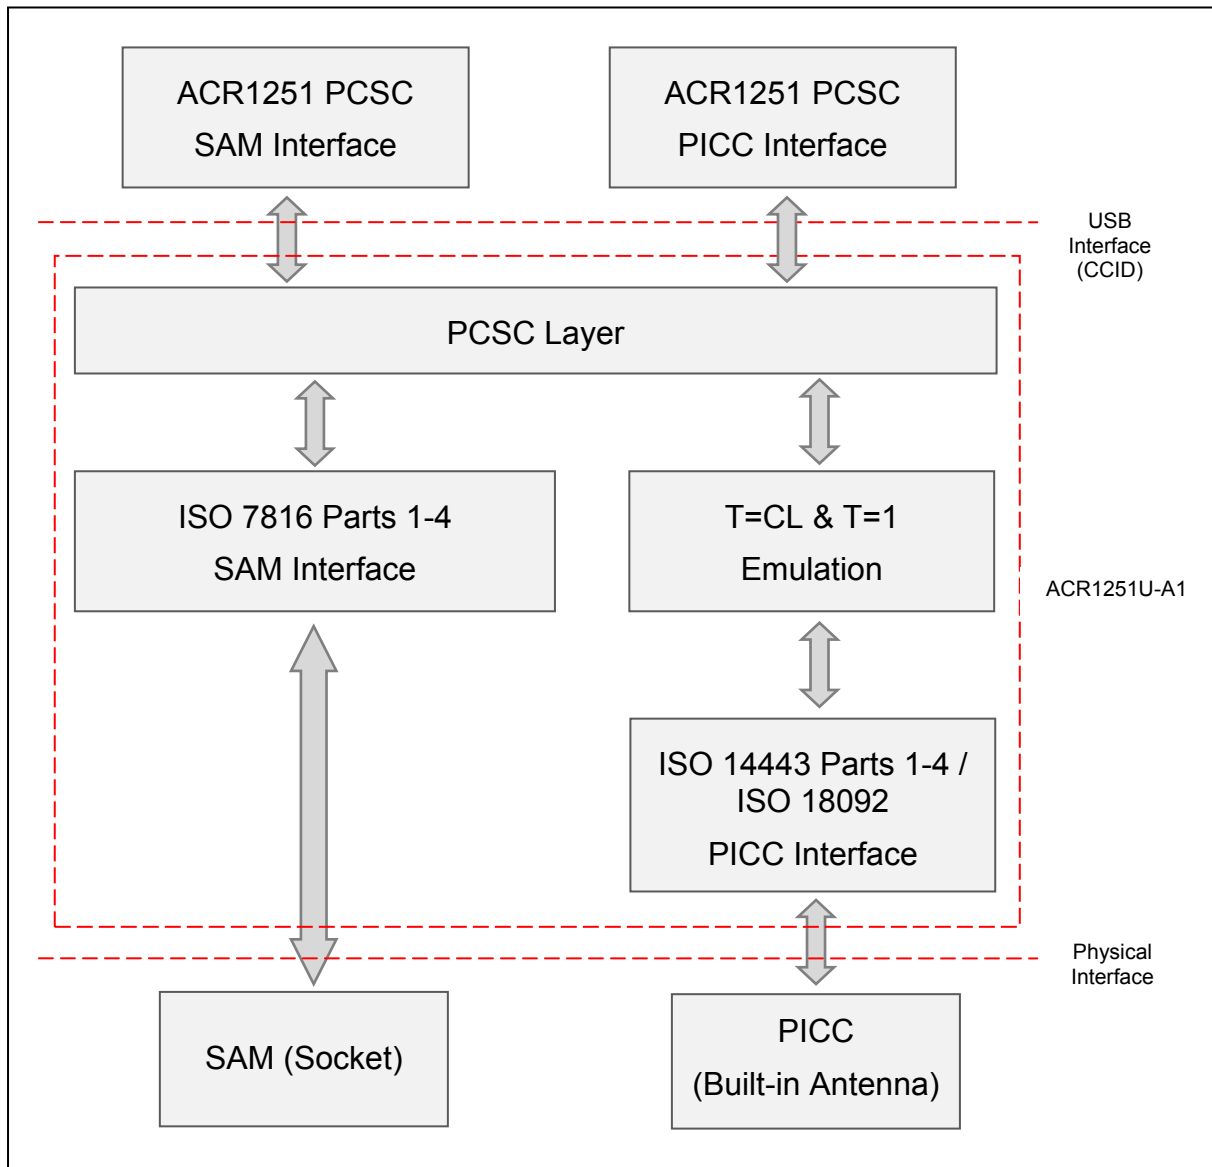 ACR1251 PCSC
SAM Interface
ACR1251 PCSC
PICC Interface
USB
Interface
(CCID)
PCSC Layer
ISO 7816 Parts 1-4
SAM Interface
T=CL & T=1
Emulation
ACR1251U-A1
ISO 14443 Parts 1-4 /
ISO 18092
PICC Interface
Physical
Interface
SAM (Socket)
PICC
(Built-in Antenna)